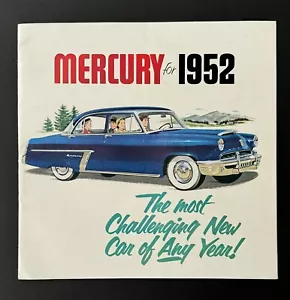 MERCURY for 1952
The most
Challenging New
Car of Any Year!